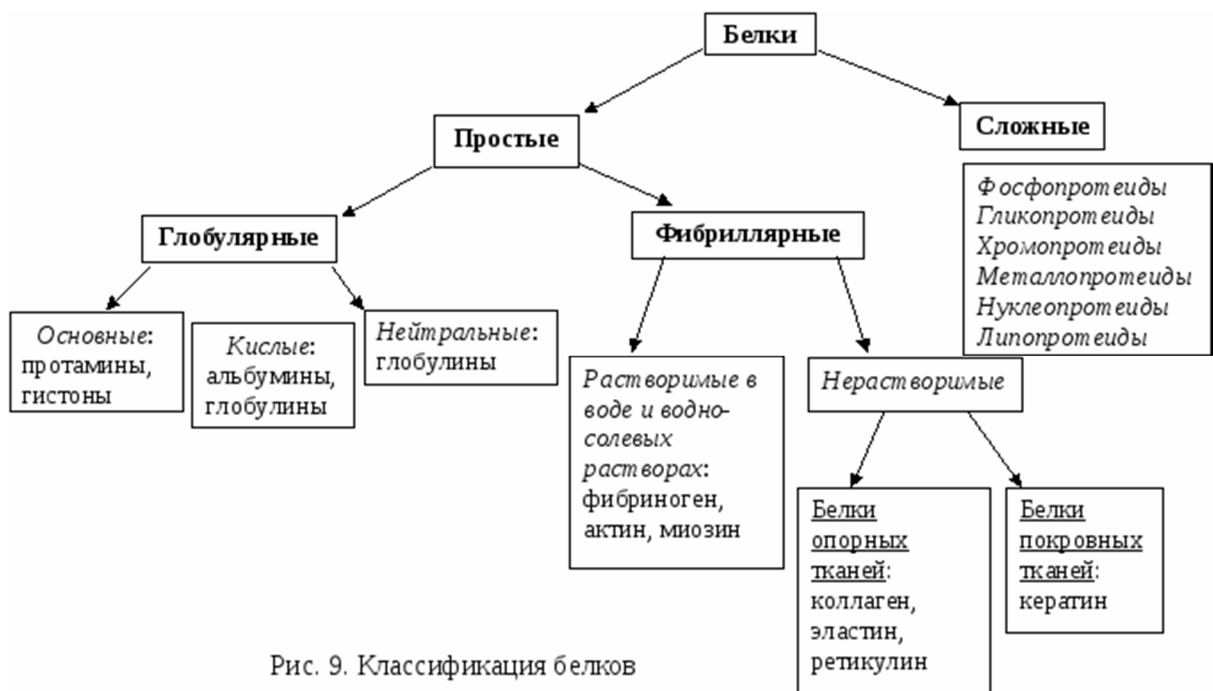 Белки
Простые
Сложные
Фосфопротеиды
Гликопротеиды
Хромопротеиды
Металлопротеиды
Нуклеопротеиды
Липопротеиды
Глобулярные
Фибриллярные
Основные:
протамины,
гистоны
Кислые:
альбумины,
глобулины
Нейтральные:
глобулины
Растворимые в
воде и водно-
солевых
растворах:
фибриноген,
актин, миозин
Нерастворимые
Белки
опорных
тканей:
коллаген,
эластин,
ретикулин
Белки
покровных
тканей:
кератин
Рис. 9. Классификация белков